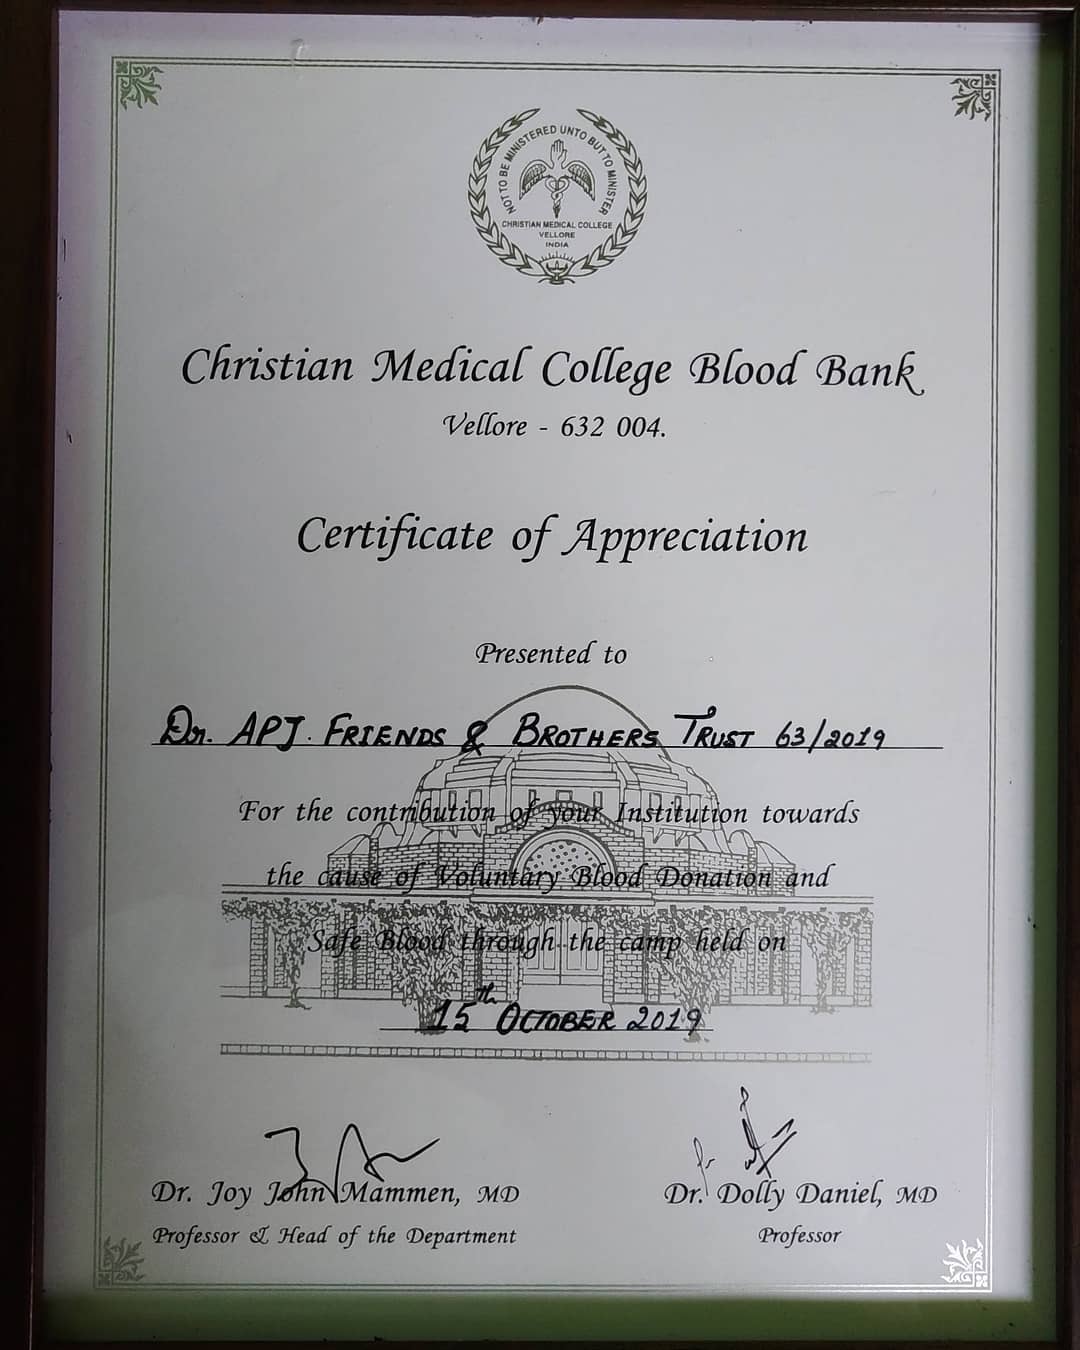 NOT TO BE MINISTERED UNTO BUT TO MINISTER
CHRISTIAN MEDICAL COLLEGE
VELLORE
INDIA
Christian Medical College Blood Bank
Vellore - 632 004.
Certificate of Appreciation
Presented to
Dr. APJ. FRIENDS & BROTHERS TRUST 63/2019
For the contribution of your Institution towards
the cause of Voluntary Blood Donation and
Safe Blood through the camp held on
15th OCTOBER 2019
Dr. Joy John Mammen, MD
Dr. Dolly Daniel, MD
Professor & Head of the Department
Professor